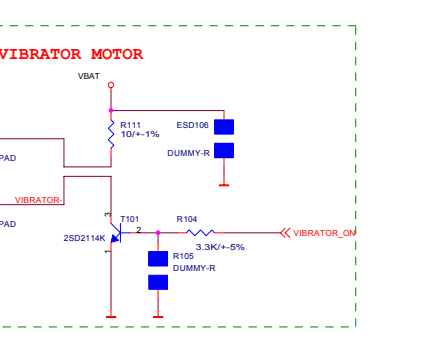 VIBRATOR MOTOR
VBAT
R111
10/+-1%
ESD106
DUMMY-R
PAD
VIBRATOR-
PAD
3
T101
2
2SD2114K
1
R104
3.3K/+-5%
VIBRATOR_ON
R105
DUMMY-R